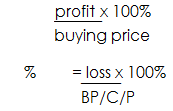 profit x 100%
buying price
% = loss x 100%
BP/C/P